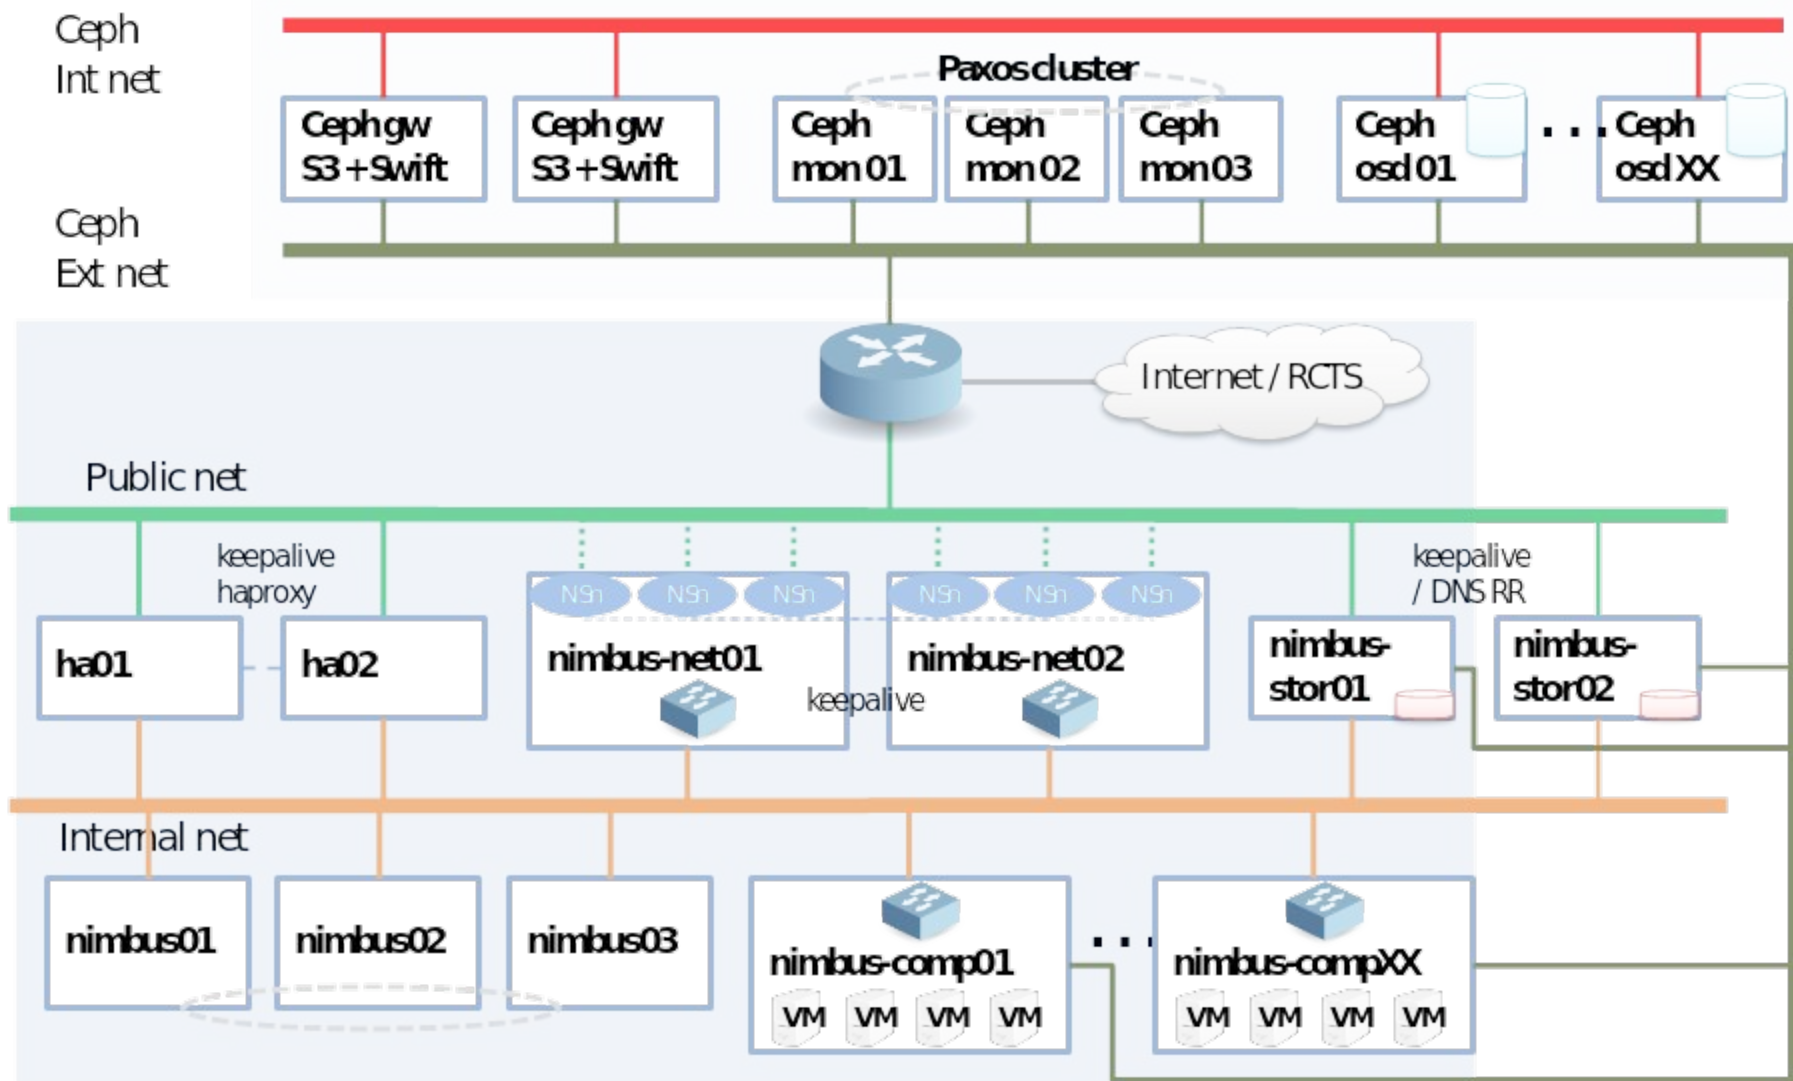 Ceph
Int net
Paxos cluster
Ceph gw
S3 + Swift
Ceph gw
S3 + Swift
Ceph
mon 01
Ceph
mon 02
Ceph
mon 03
Ceph
osd 01
...
Ceph
osd XX
Ceph
Ext net
Internet / RCTS
Public net
keepalive
haproxy
keepalive
/ DNS RR
NSn
NSn
NSn
NSn
NSn
NSn
ha01
ha02
nimbus-net01
nimbus-net02
keepalive
nimbus-
stor01
nimbus-
stor02
Internal net
nimbus01
nimbus02
nimbus03
nimbus-comp01
...
nimbus-compXX
VM
VM
VM
VM
VM
VM
VM
VM